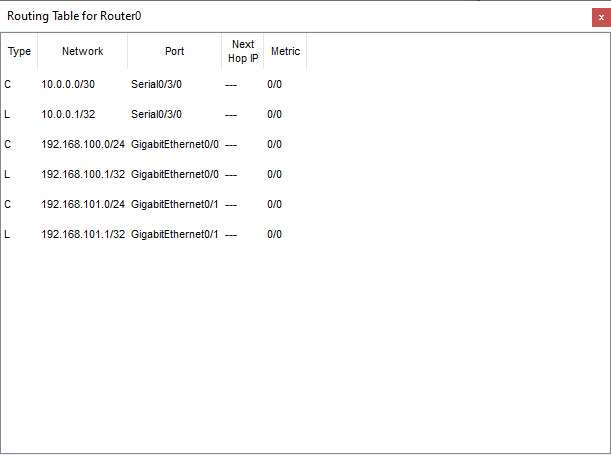 Routing Table for Router0
x
Type Network Port Next Hop IP Metric
C 10.0.0.0/30 Serial0/3/0 --- 0/0
L 10.0.0.1/32 Serial0/3/0 --- 0/0
C 192.168.100.0/24 GigabitEthernet0/0 --- 0/0
L 192.168.100.1/32 GigabitEthernet0/0 --- 0/0
C 192.168.101.0/24 GigabitEthernet0/1 --- 0/0
L 192.168.101.1/32 GigabitEthernet0/1 --- 0/0